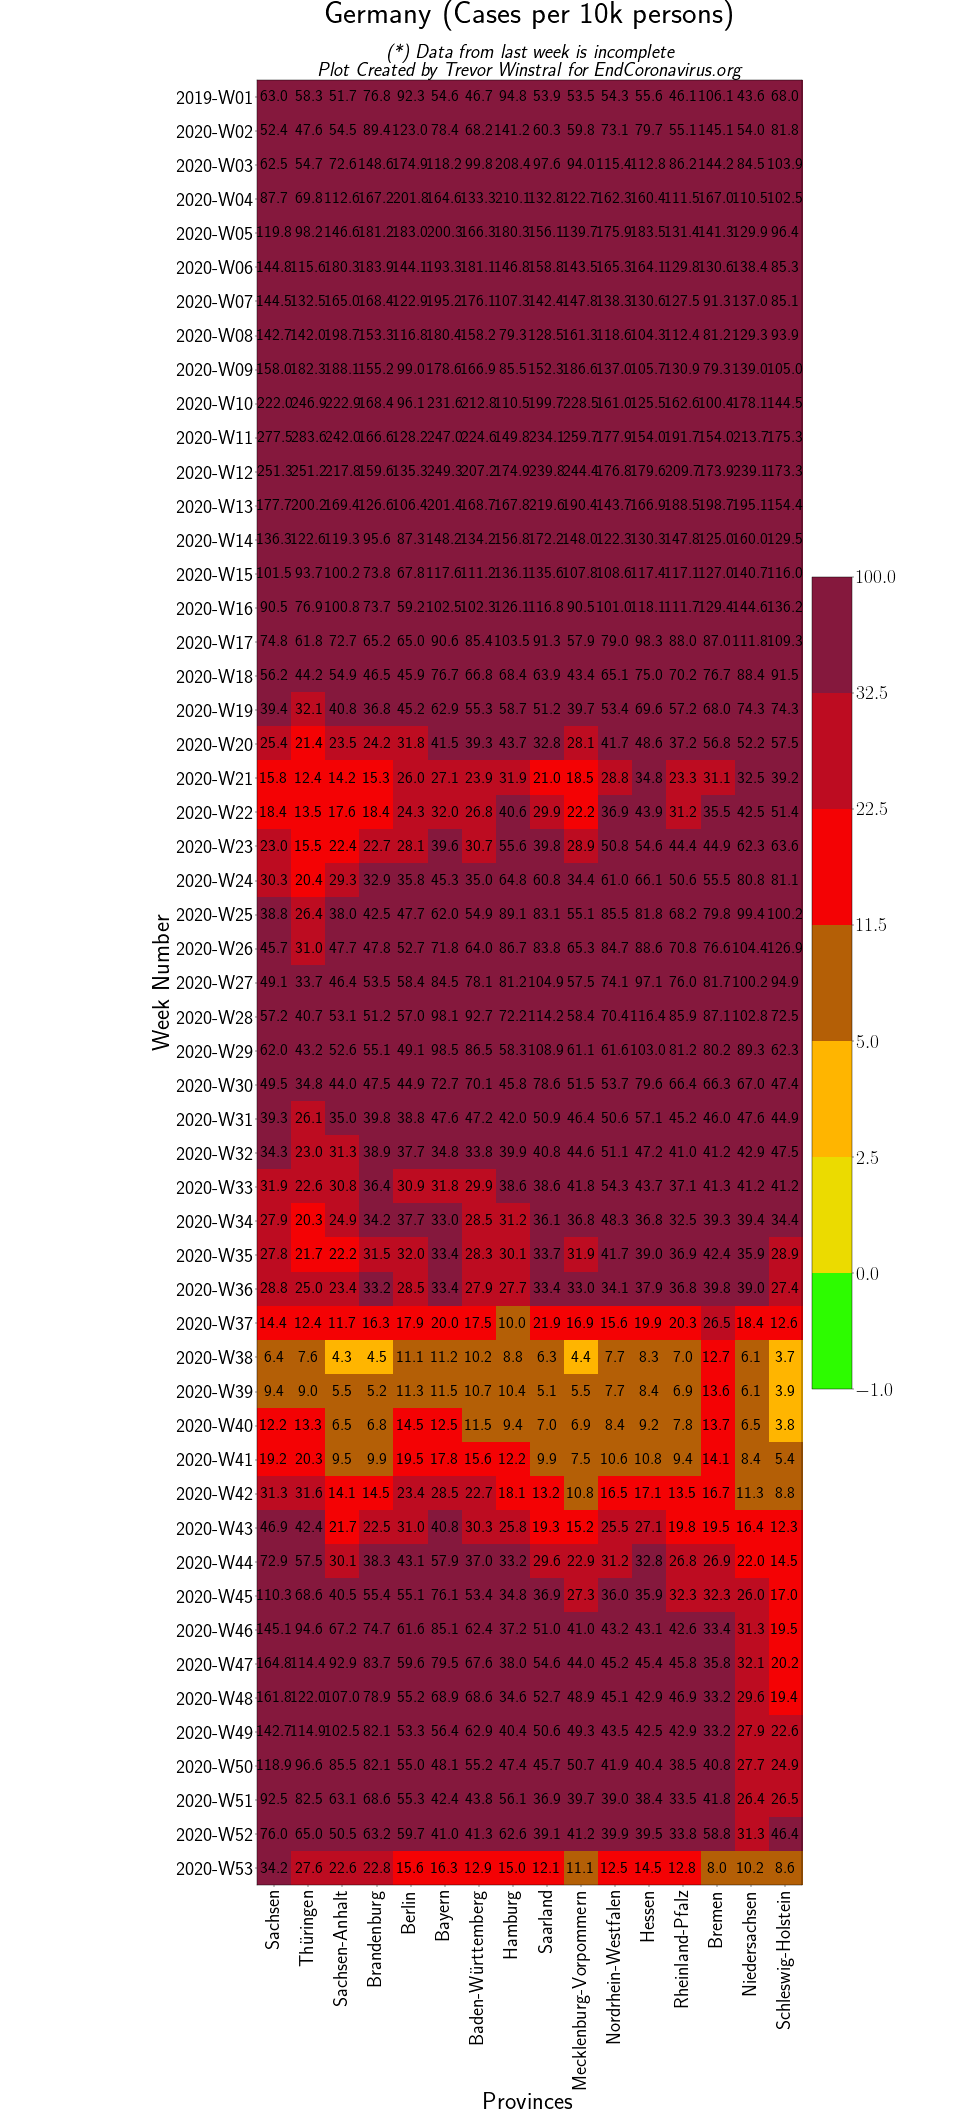 Germany (Cases per 10k persons)
(*) Data from last week is incomplete
Plot Created by Trevor Winstral for EndCoronavirus.org
2019-W01 63.0 58.3 51.7 76.8 92.3 54.6 46.7 94.8 53.9 53.5 54.3 55.6 46.1 106.1 43.6 68.0
2020-W02 52.4 47.6 54.5 89.4 123.0 78.4 68.2 141.2 60.3 59.8 73.1 79.7 55.1 145.1 54.0 81.8
2020-W03 62.5 54.7 72.6 148.6 174.9 118.2 99.8 208.4 97.6 94.0 115.4 112.8 86.2 144.2 84.5 103.9
2020-W04 87.7 69.8 112.6 167.2 201.8 164.6 133.3 210.1 132.8 122.7 162.3 160.4 111.5 167.0 110.5 102.5
2020-W05 119.8 98.2 146.6 181.2 183.0 200.3 166.3 180.3 156.1 139.7 175.9 183.5 131.4 141.3 129.9 96.4
2020-W06 144.8 115.6 180.3 183.9 144.1 193.3 181.1 146.8 158.8 143.5 165.3 164.1 129.8 130.6 138.4 85.3
2020-W07 144.5 132.5 165.0 168.4 122.9 195.2 176.1 107.3 142.4 147.8 138.3 130.6 127.5 91.3 137.0 85.1
2020-W08 142.7 142.0 198.7 153.3 116.8 180.4 158.2 79.3 128.5 161.3 118.6 104.3 112.4 81.2 129.3 93.9
2020-W09 158.0 182.3 188.1 155.2 99.0 178.6 166.9 85.5 152.3 186.6 137.0 105.7 130.9 79.3 139.0 105.0
2020-W10 222.0 246.9 222.9 168.4 96.1 231.6 212.8 110.5 199.7 228.5 161.0 125.5 162.6 100.4 178.1 144.5
2020-W11 277.5 283.6 242.0 166.6 128.2 247.0 224.6 149.8 234.1 259.7 177.9 154.0 191.7 154.0 213.7 175.3
2020-W12 251.3 251.2 217.8 159.6 135.3 249.3 207.2 174.9 239.8 244.4 176.8 179.6 209.7 173.9 239.1 173.3
2020-W13 177.7 200.2 169.4 126.6 106.4 201.4 168.7 167.8 219.6 190.4 143.7 166.9 188.5 198.7 195.1 154.4
2020-W14 136.3 122.6 119.3 95.6 87.3 148.2 134.2 156.8 172.2 148.0 122.3 130.3 147.8 125.0 160.0 129.5
2020-W15 101.5 93.7 100.2 73.8 67.8 117.6 111.2 136.1 135.6 107.8 108.6 117.4 117.1 127.0 140.7 116.0
2020-W16 90.5 76.9 100.8 73.7 59.2 102.5 102.3 126.1 116.8 90.5 101.0 118.1 111.7 129.4 144.6 136.2
2020-W17 74.8 61.8 72.7 65.2 65.0 90.6 85.4 103.5 91.3 57.9 79.0 98.3 88.0 87.0 111.8 109.3
2020-W18 56.2 44.2 54.9 46.5 45.9 76.7 66.8 68.4 63.9 43.4 65.1 75.0 70.2 76.7 88.4 91.5
2020-W19 39.4 32.1 40.8 36.8 45.2 62.9 55.3 58.7 51.2 39.7 53.4 69.6 57.2 68.0 74.3 74.3
2020-W20 25.4 21.4 23.5 24.2 31.8 41.5 39.3 43.7 32.8 28.1 41.7 48.6 37.2 56.8 52.2 57.5
2020-W21 15.8 12.4 14.2 15.3 26.0 27.1 23.9 31.9 21.0 18.5 28.8 34.8 23.3 31.1 32.5 39.2
2020-W22 18.4 13.5 17.6 18.4 24.3 32.0 26.8 40.6 29.9 22.2 36.9 43.9 31.2 35.5 42.5 51.4
2020-W23 23.0 15.5 22.4 22.7 28.1 39.6 30.7 55.6 39.8 28.9 50.8 54.6 44.4 44.9 62.3 63.6
2020-W24 30.3 20.4 29.3 32.9 35.8 45.3 35.0 64.8 60.8 34.4 61.0 66.1 50.6 55.5 80.8 81.1
2020-W25 38.8 26.4 38.0 42.5 47.7 62.0 54.9 89.1 83.1 55.1 85.5 81.8 68.2 79.8 99.4 100.2
2020-W26 45.7 31.0 47.7 47.8 52.7 71.8 64.0 86.7 83.8 65.3 84.7 88.6 70.8 76.6 104.4 126.9
2020-W27 49.1 33.7 46.4 53.5 58.4 84.5 78.1 81.2 104.9 57.5 74.1 97.1 76.0 81.7 100.2 94.9
2020-W28 57.2 40.7 53.1 51.2 57.0 98.1 92.7 72.2 114.2 58.4 70.4 116.4 85.9 87.1 102.8 72.5
2020-W29 62.0 43.2 52.6 55.1 49.1 98.5 86.5 58.3 108.9 61.1 61.6 103.0 81.2 80.2 89.3 62.3
2020-W30 49.5 34.8 44.0 47.5 44.9 72.7 70.1 45.8 78.6 51.5 53.7 79.6 66.4 66.3 67.0 47.4
2020-W31 39.3 26.1 35.0 39.8 38.8 47.6 47.2 42.0 50.9 46.4 50.6 57.1 45.2 46.0 47.6 44.9
2020-W32 34.3 23.0 31.3 38.9 37.7 34.8 33.8 39.9 40.8 44.6 51.1 47.2 41.0 41.2 42.9 47.5
2020-W33 31.9 22.6 30.8 36.4 30.9 31.8 29.9 38.6 38.6 41.8 54.3 43.7 37.1 41.3 41.2 41.2
2020-W34 27.9 20.3 24.9 34.2 37.7 33.0 28.5 31.2 36.1 36.8 48.3 36.8 32.5 39.3 39.4 34.4
2020-W35 27.8 21.7 22.2 31.5 32.0 33.4 28.3 30.1 33.7 31.9 41.7 39.0 36.9 42.4 35.9 28.9
2020-W36 28.8 25.0 23.4 33.2 28.5 33.4 27.9 27.7 33.4 33.0 34.1 37.9 36.8 39.8 39.0 27.4
2020-W37 14.4 12.4 11.7 16.3 17.9 20.0 17.5 10.0 21.9 16.9 15.6 19.9 20.3 26.5 18.4 12.6
2020-W38 6.4 7.6 4.3 4.5 11.1 11.2 10.2 8.8 6.3 4.4 7.7 8.3 7.0 12.7 6.1 3.7
2020-W39 9.4 9.0 5.5 5.2 11.3 11.5 10.7 10.4 5.1 5.5 7.7 8.4 6.9 13.6 6.1 3.9
2020-W40 12.2 13.3 6.5 6.8 14.5 12.5 11.5 9.4 7.0 6.9 8.4 9.2 7.8 13.7 6.5 3.8
2020-W41 19.2 20.3 9.5 9.9 19.5 17.8 15.6 12.2 9.9 7.5 10.6 10.8 9.4 14.1 8.4 5.4
2020-W42 31.3 31.6 14.1 14.5 23.4 28.5 22.7 18.1 13.2 10.8 16.5 17.1 13.5 16.7 11.3 8.8
2020-W43 46.9 42.4 21.7 22.5 31.0 40.8 30.3 25.8 19.3 15.2 25.5 27.1 19.8 19.5 16.4 12.3
2020-W44 72.9 57.5 30.1 38.3 43.1 57.9 37.0 33.2 29.6 22.9 31.2 32.8 26.8 26.9 22.0 14.5
2020-W45 110.3 68.6 40.5 55.4 55.1 76.1 53.4 34.8 36.9 27.3 36.0 35.9 32.3 32.3 26.0 17.0
2020-W46 145.1 94.6 67.2 74.7 61.6 85.1 62.4 37.2 51.0 41.0 43.2 43.1 42.6 33.4 31.3 19.5
2020-W47 164.8 114.4 92.9 83.7 59.6 79.5 67.6 38.0 54.6 44.0 45.2 45.4 45.8 35.8 32.1 20.2
2020-W48 161.8 122.0 107.0 78.9 55.2 68.9 68.6 34.6 52.7 48.9 45.1 42.9 46.9 33.2 29.6 19.4
2020-W49 142.7 114.9 102.5 82.1 53.3 56.4 62.9 40.4 50.6 49.3 43.5 42.5 42.9 33.2 27.9 22.6
2020-W50 118.9 96.6 85.5 82.1 55.0 48.1 55.2 47.4 45.7 50.7 41.9 40.4 38.5 40.8 27.7 24.9
2020-W51 92.5 82.5 63.1 68.6 55.3 42.4 43.8 56.1 36.9 39.7 39.0 38.4 33.5 41.8 26.4 26.5
2020-W52 76.0 65.0 50.5 63.2 59.7 41.0 41.3 62.6 39.1 41.2 39.9 39.5 33.8 58.8 31.3 46.4
2020-W53 34.2 27.6 22.6 22.8 15.6 16.3 12.9 15.0 12.1 11.1 12.5 14.5 12.8 8.0 10.2 8.6
Week Number
Sachsen
Thüringen
Sachsen-Anhalt
Brandenburg
Berlin
Bayern
Baden-Württemberg
Hamburg
Saarland
Mecklenburg-Vorpommern
Nordrhein-Westfalen
Hessen
Rheinland-Pfalz
Bremen
Niedersachsen
Schleswig-Holstein
Provinces
100.0
32.5
22.5
11.5
5.0
2.5
0.0
−1.0